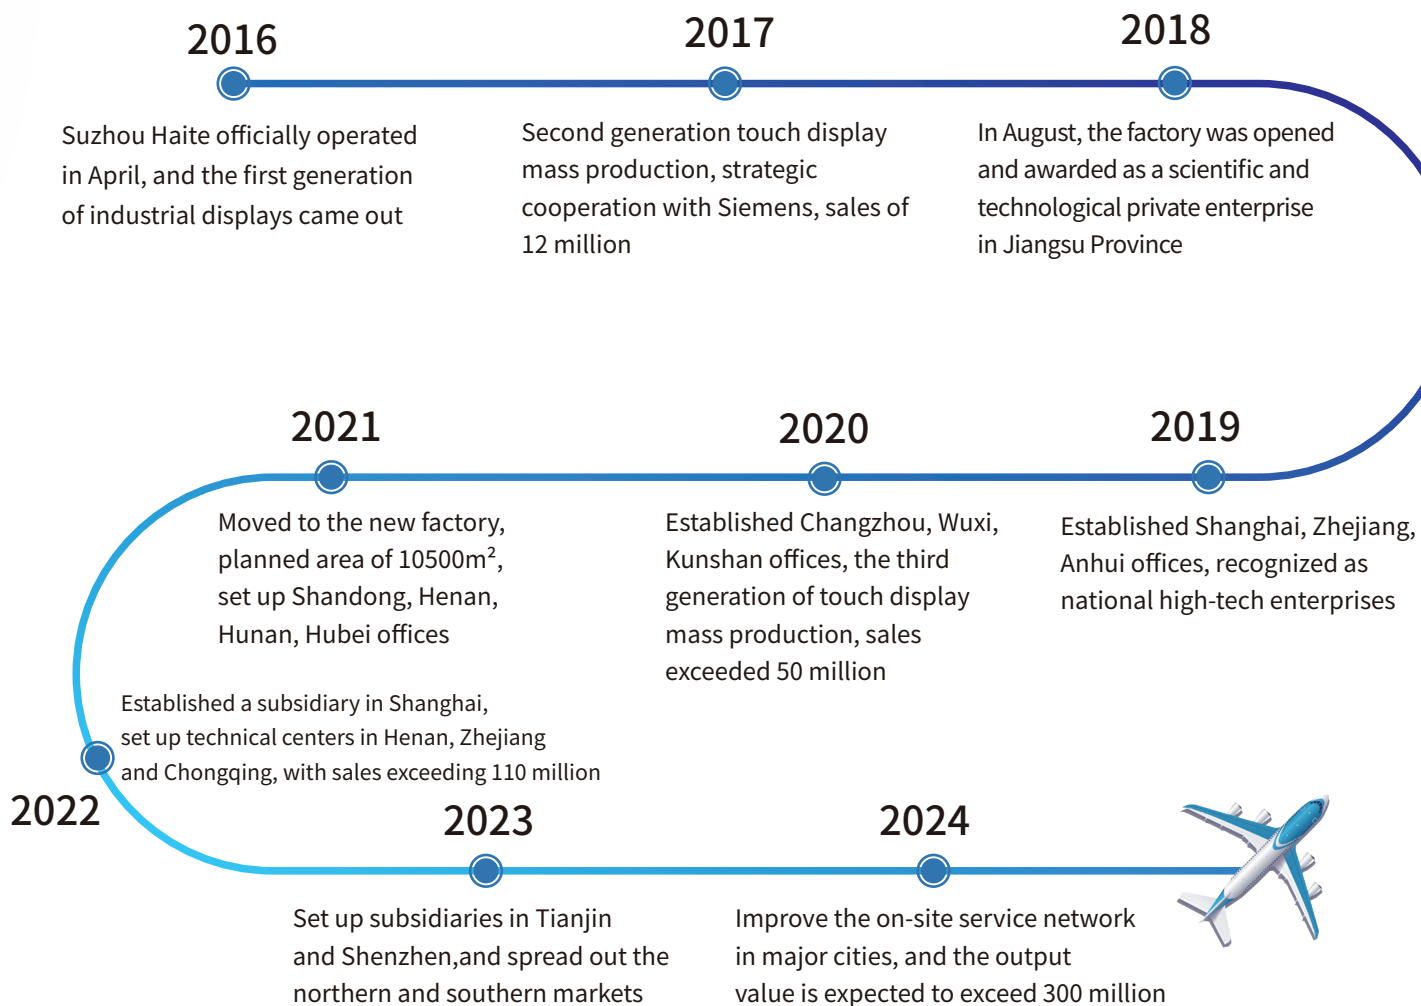 2016
Suzhou Haite officially operated
in April, and the first generation
of industrial displays came out
2017
Second generation touch display
mass production, strategic
cooperation with Siemens, sales of
12 million
2018
In August, the factory was opened
and awarded as a scientific and
technological private enterprise
in Jiangsu Province
2019
Established Shanghai, Zhejiang,
Anhui offices, recognized as
national high-tech enterprises
2020
Established Changzhou, Wuxi,
Kunshan offices, the third
generation of touch display
mass production, sales
exceeded 50 million
2021
Moved to the new factory,
planned area of 10500m²,
set up Shandong, Henan,
Hunan, Hubei offices
2022
Established a subsidiary in Shanghai,
set up technical centers in Henan, Zhejiang
and Chongqing, with sales exceeding 110 million
2023
Set up subsidiaries in Tianjin
and Shenzhen,and spread out the
northern and southern markets
2024
Improve the on-site service network
in major cities, and the output
value is expected to exceed 300 million